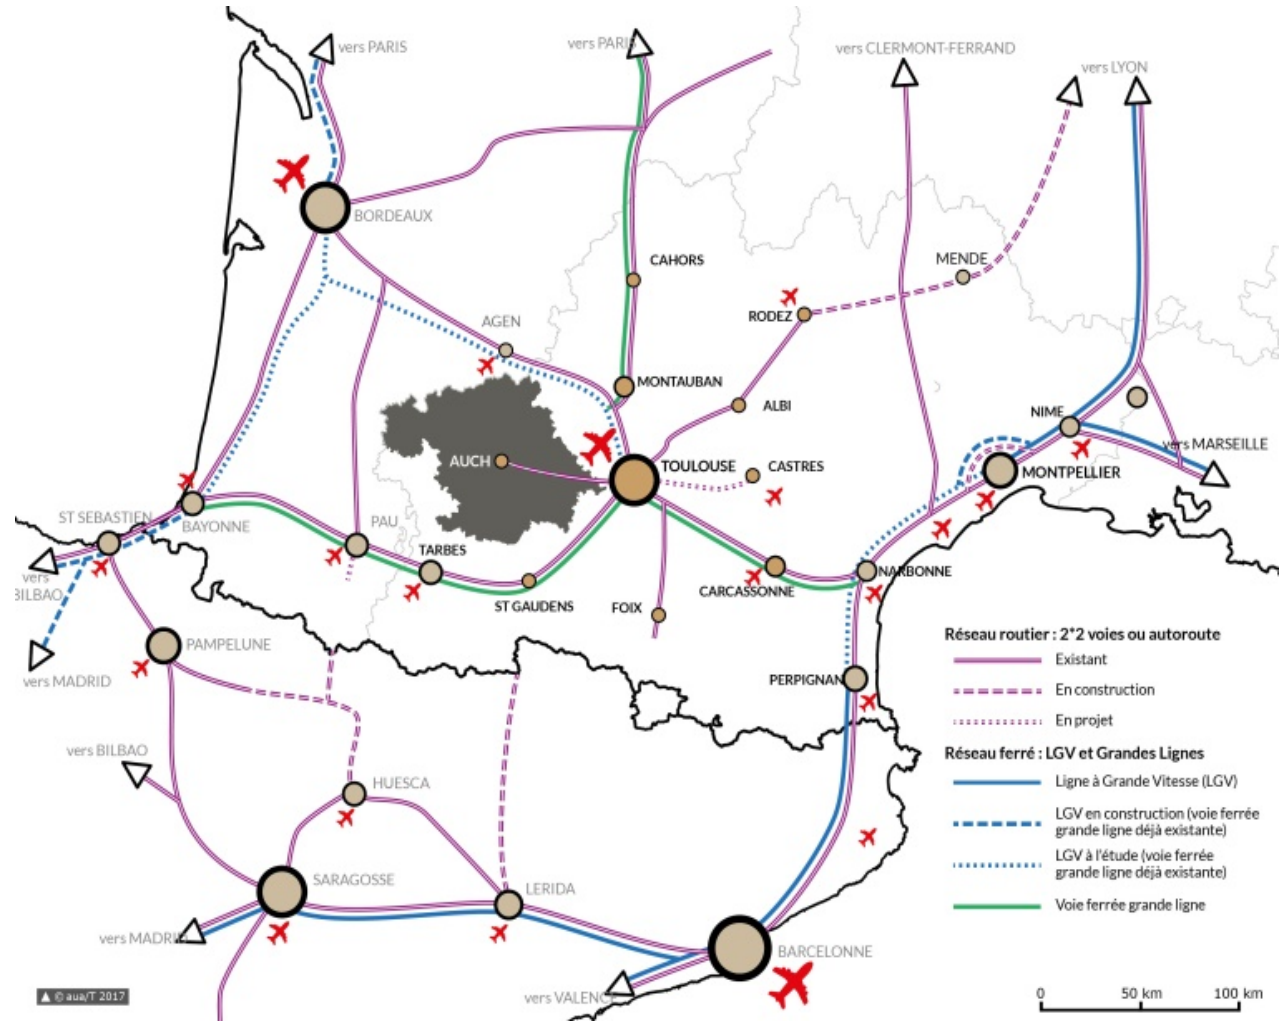 vers PARIS
vers PARIS
vers CLERMONT-FERRAND
vers LYON
BORDEAUX
CAHORS
MENDE
RODEZ
AGEN
MONTAUBAN
ALBI
NIME
vers MARSEILLE
AUCH
TOULOUSE
CASTRES
MONTPELLIER
ST SEBASTIEN
BAYONNE
PAU
TARBES
NARBONNE
vers
BILBAO
ST GAUDENS
FOIX
CARCASSONNE
PAMPELUNE
vers MADRID
PERPIGNAN
Réseau routier : 2*2 voies ou autoroute
Existant
En construction
En projet
Réseau ferré : LGV et Grandes Lignes
Ligne à Grande Vitesse (LGV)
LGV en construction (voie ferrée
grande ligne déjà existante)
LGV à l'étude (voie ferrée
grande ligne déjà existante)
Voie ferrée grande ligne
vers BILBAO
HUESCA
SARAGOSSE
LERIDA
vers MADRID
BARCELONNE
vers VALENCE
© aua/T 2017
0 50 km 100 km